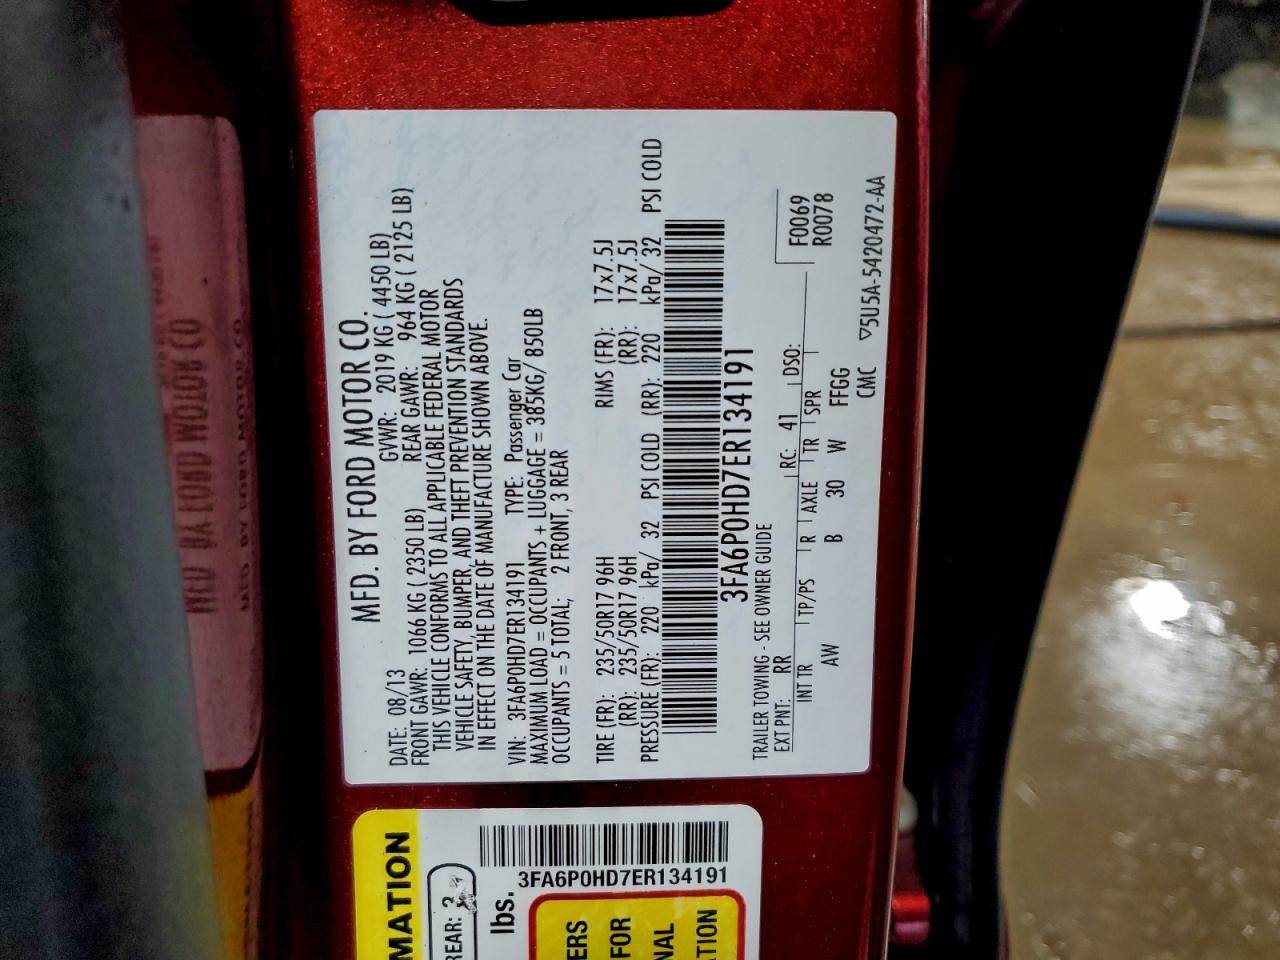 MFD. BY FORD MOTOR CO.
DATE: 08/13 GVWR: 2019 KG ( 4450 LB)
FRONT GAWR: 1066 KG ( 2350 LB) REAR GAWR: 964 KG ( 2125 LB)
THIS VEHICLE CONFORMS TO ALL APPLICABLE FEDERAL MOTOR
VEHICLE SAFETY, BUMPER, AND THEFT PREVENTION STANDARDS
IN EFFECT ON THE DATE OF MANUFACTURE SHOWN ABOVE.
VIN: 3FA6P0HD7ER134191 TYPE: Passenger Car
MAXIMUM LOAD = OCCUPANTS + LUGGAGE = 385KG/ 850LB
OCCUPANTS = 5 TOTAL, 2 FRONT, 3 REAR
TIRE (FR): 235/50R17 96H RIMS (FR): 17x7.5J
(RR): 235/50R17 96H (RR): 17x7.5J
PRESSURE (FR): 220 kPa/ 32 PSI COLD (RR): 220 kPa/ 32 PSI COLD
3FA6P0HD7ER134191
TRAILER TOWING - SEE OWNER GUIDE
EXT PNT: RR RC: 41 DSO: F0069
R0078
INT TR TP/PS R AXLE TR SPR
AW B 30 W FFGG
CMC ▽5U5A-5420472-AA
MATION
REAR: 3
lbs.
3FA6P0HD7ER134191
ERS
FOR
NAL
TION